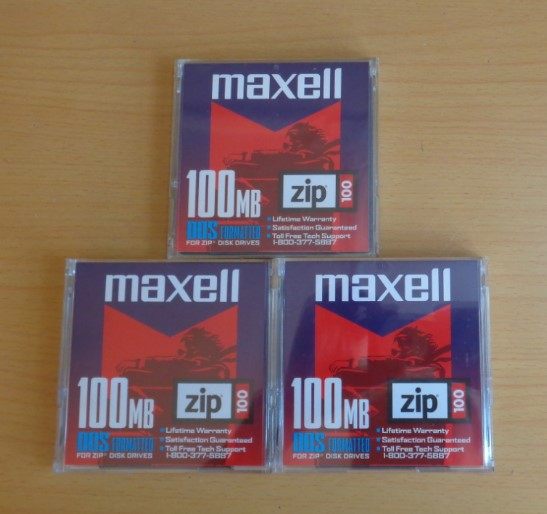 maxell
100MB
zip 100
Lifetime Warranty
Satisfaction Guaranteed
DOS FORMATTED
Toll Free Tech Support
FOR ZIP™ DISK DRIVES
1-800-377-5887
maxell
100MB
zip 100
Lifetime Warranty
DOS FORMATTED
Satisfaction Guaranteed
Toll Free Tech Support
FOR ZIP™ DISK DRIVES
1-800-377-5887
maxell
100MB
zip 100
Lifetime Warranty
DOS FORMATTED
Satisfaction Guaranteed
Toll Free Tech Support
FOR ZIP™ DISK DRIVES
1-800-377-5887